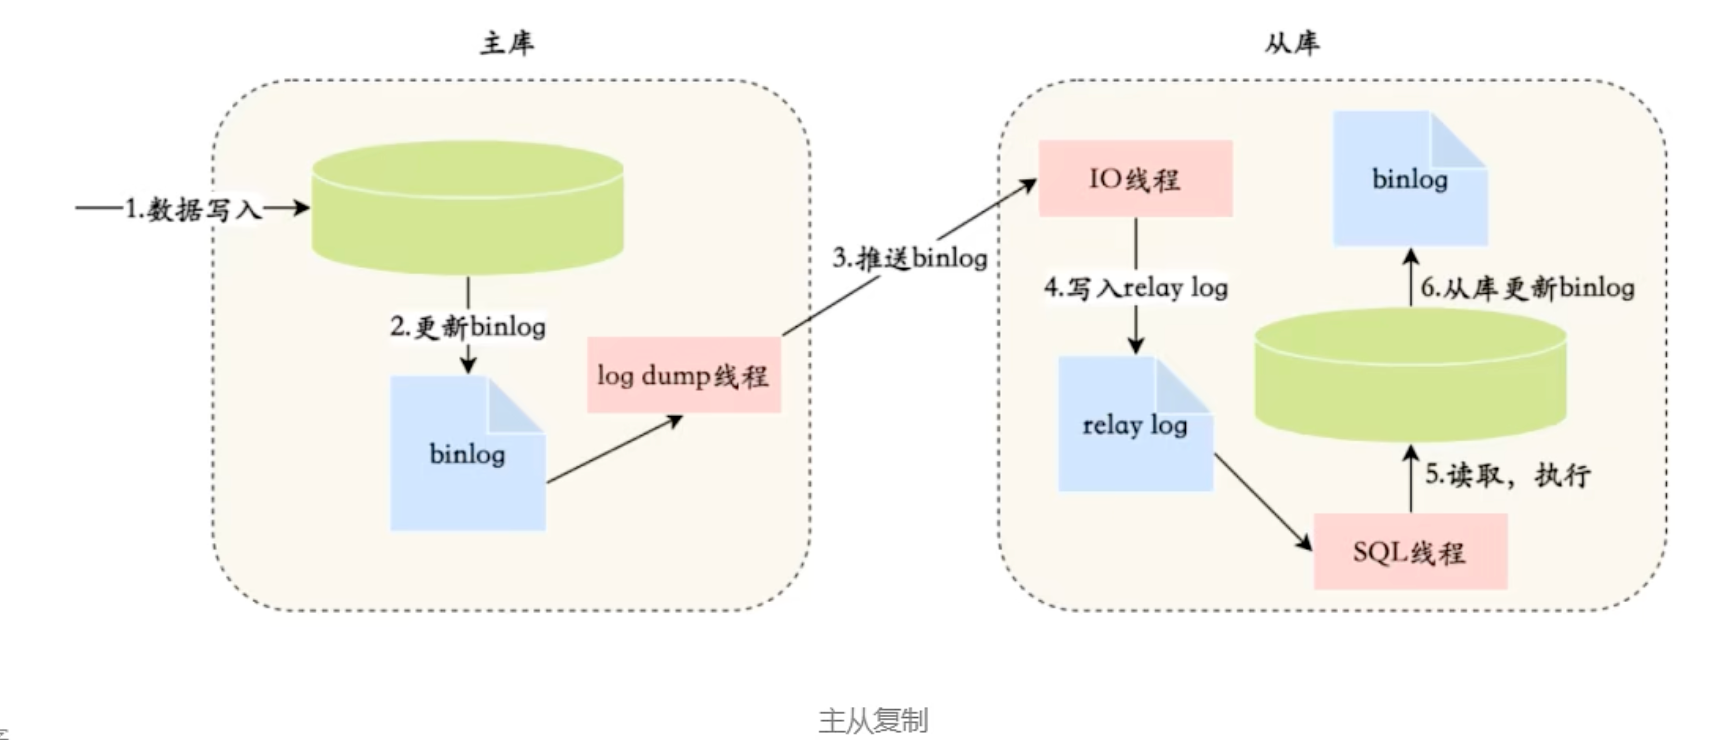 主库
从库
1.数据写入
2.更新binlog
binlog
log dump线程
3.推送binlog
IO线程
4.写入relay log
relay log
SQL线程
5.读取，执行
6.从库更新binlog
binlog
主从复制